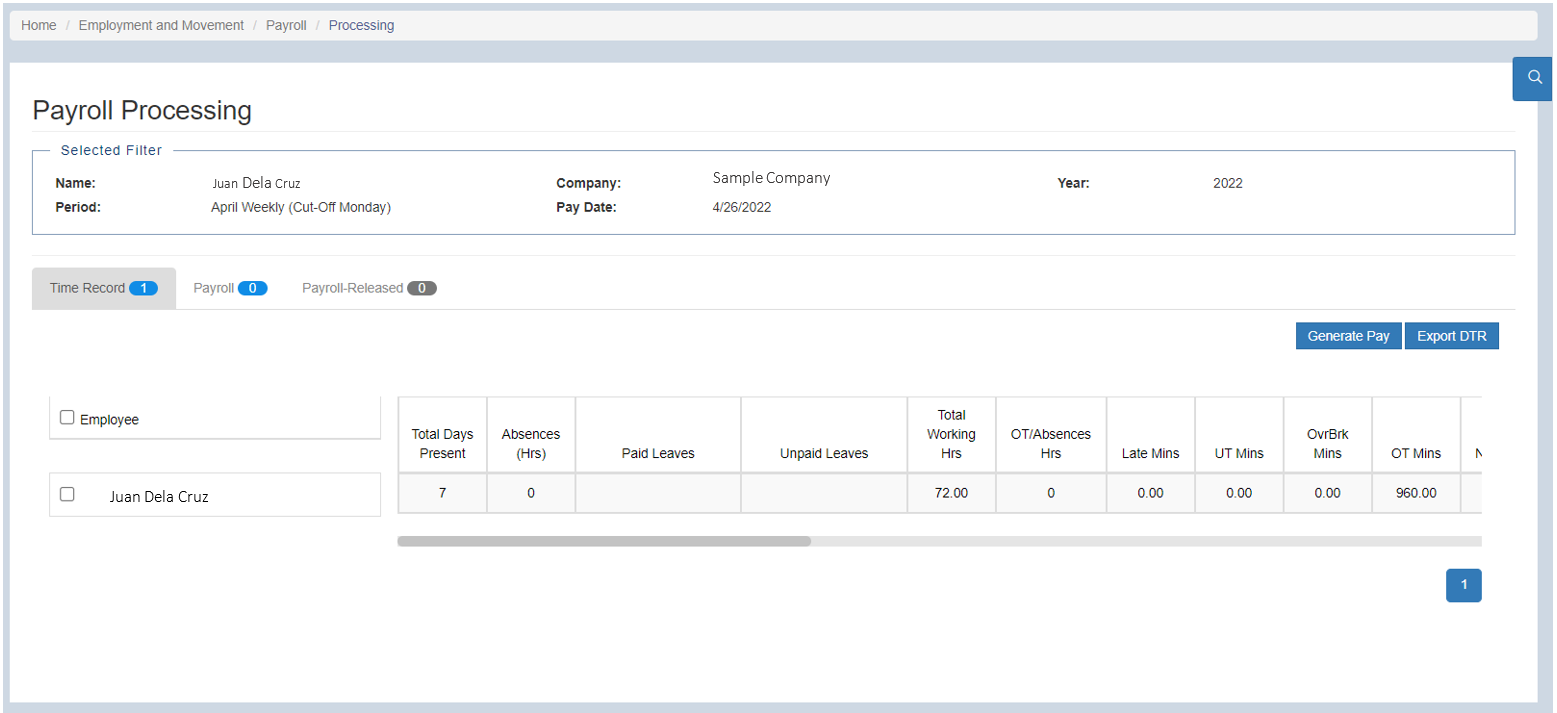 Home / Employment and Movement / Payroll / Processing
Payroll Processing
Selected Filter
Name: Juan Dela Cruz Company: Sample Company Year: 2022
Period: April Weekly (Cut-Off Monday) Pay Date: 4/26/2022
Time Record 1 Payroll 0 Payroll-Released 0
Generate Pay Export DTR
Employee
Total Days Present
Absences (Hrs)
Paid Leaves
Unpaid Leaves
Total Working Hrs
OT/Absences Hrs
Late Mins
UT Mins
OvrBrk Mins
OT Mins
N
Juan Dela Cruz 7 0 72.00 0 0.00 0.00 0.00 960.00
1